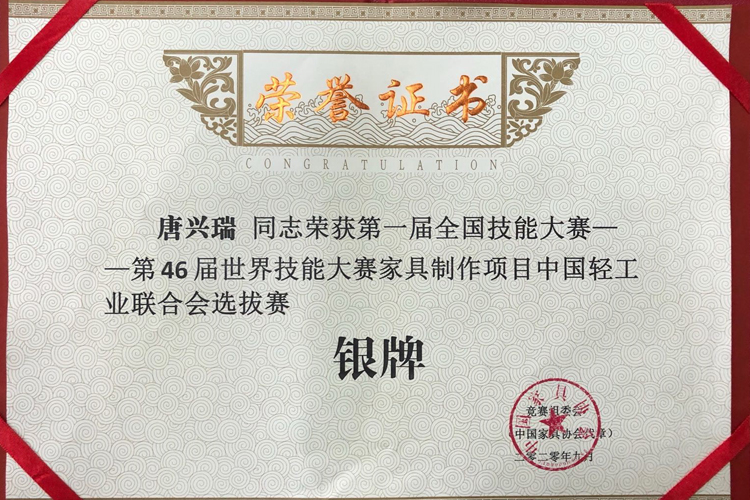 荣誉证书
CONGRATULATION
唐兴瑞 同志荣获第一届全国技能大赛—
—第46届世界技能大赛家具制作项目中国轻工
业联合会选拔赛
银牌
竞赛组委会
（中国家具协会代章）
二零二零年九月